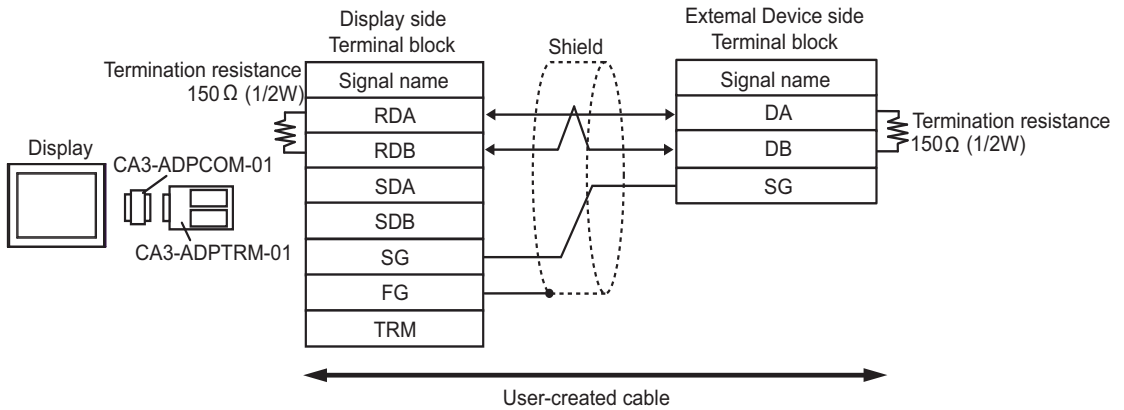 Display side
Terminal block
External Device side
Terminal block
Shield
Termination resistance
150 Ω (1/2W)
Signal name
RDA
RDB
SDA
SDB
SG
FG
TRM
Signal name
DA
DB
SG
Termination resistance
150Ω (1/2W)
Display
CA3-ADPCOM-01
CA3-ADPTRM-01
User-created cable